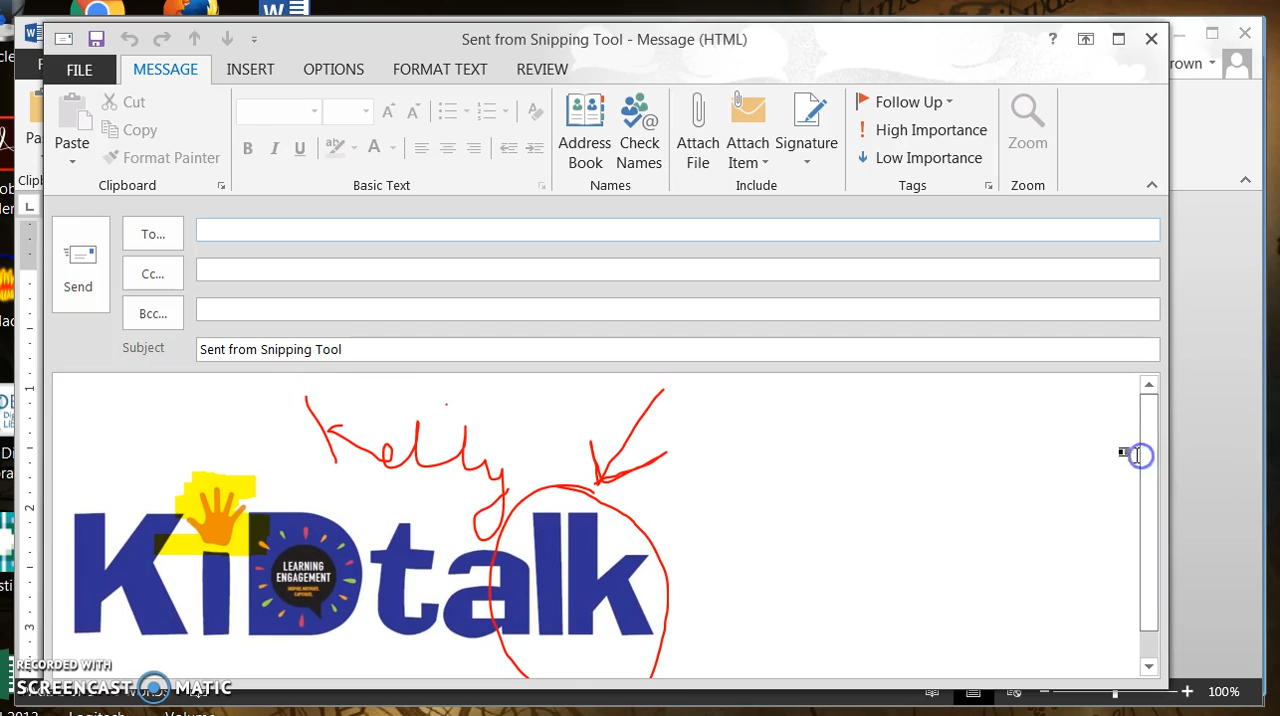 Sent from Snipping Tool - Message (HTML)
rown
FILE MESSAGE INSERT OPTIONS FORMAT TEXT REVIEW
Paste
Cut
Copy
Format Painter
Clipboard
Basic Text
Address Book
Check Names
Names
Attach File
Attach Item
Signature
Include
Follow Up
High Importance
Low Importance
Tags
Zoom
Zoom
Send
To...
Cc...
Bcc...
Subject Sent from Snipping Tool
Kelly
KiDtalk
LEARNING
ENGAGEMENT
RECORDED WITH
SCREENCAST MATIC
100%